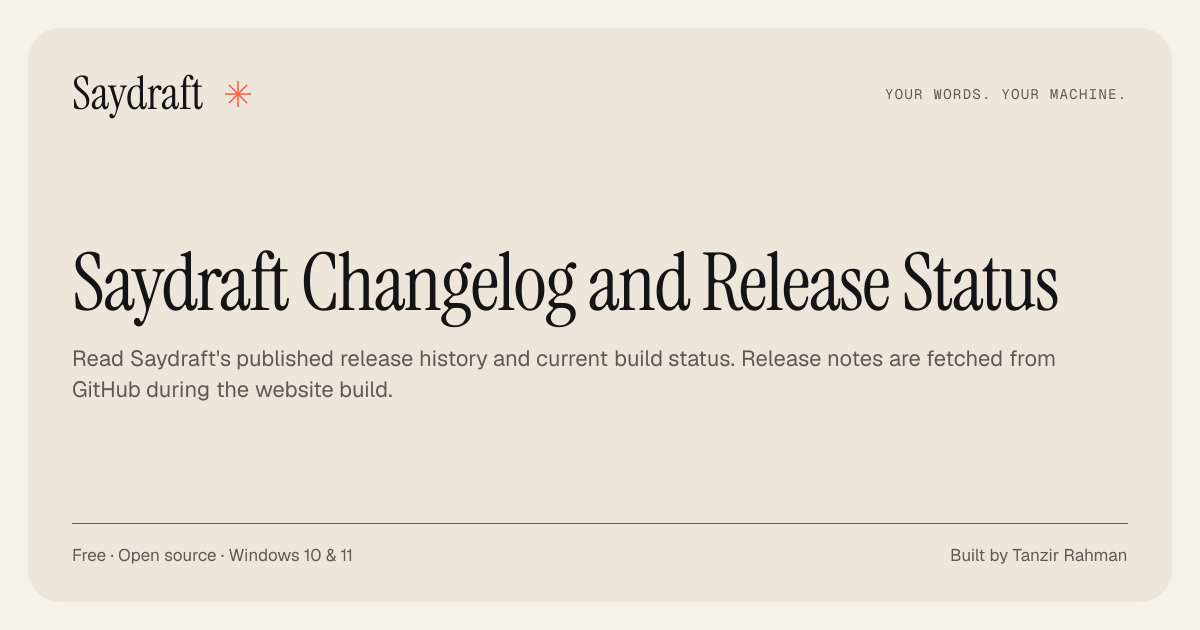 Saydraft
YOUR WORDS. YOUR MACHINE.
Saydraft Changelog and Release Status
Read Saydraft's published release history and current build status. Release notes are fetched from
GitHub during the website build.
Free · Open source · Windows 10 & 11
Built by Tanzir Rahman